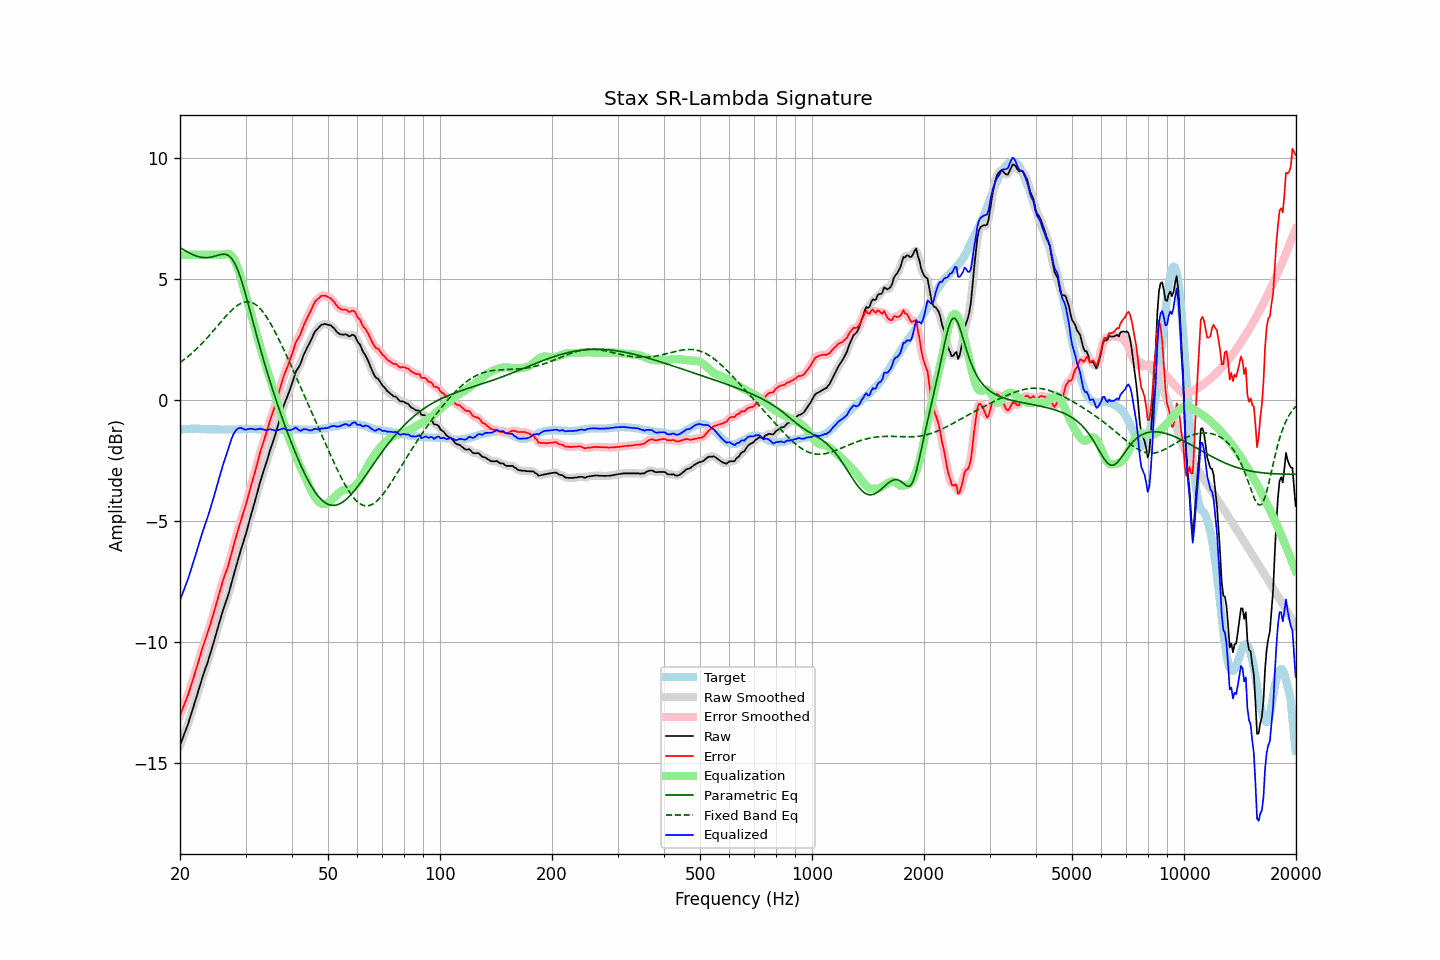 Stax SR-Lambda Signature
Amplitude (dBr)
10
5
0
−5
−10
−15
20
50
100
200
500
1000
2000
5000
10000
20000
Frequency (Hz)
Target
Raw Smoothed
Error Smoothed
Raw
Error
Equalization
Parametric Eq
Fixed Band Eq
Equalized